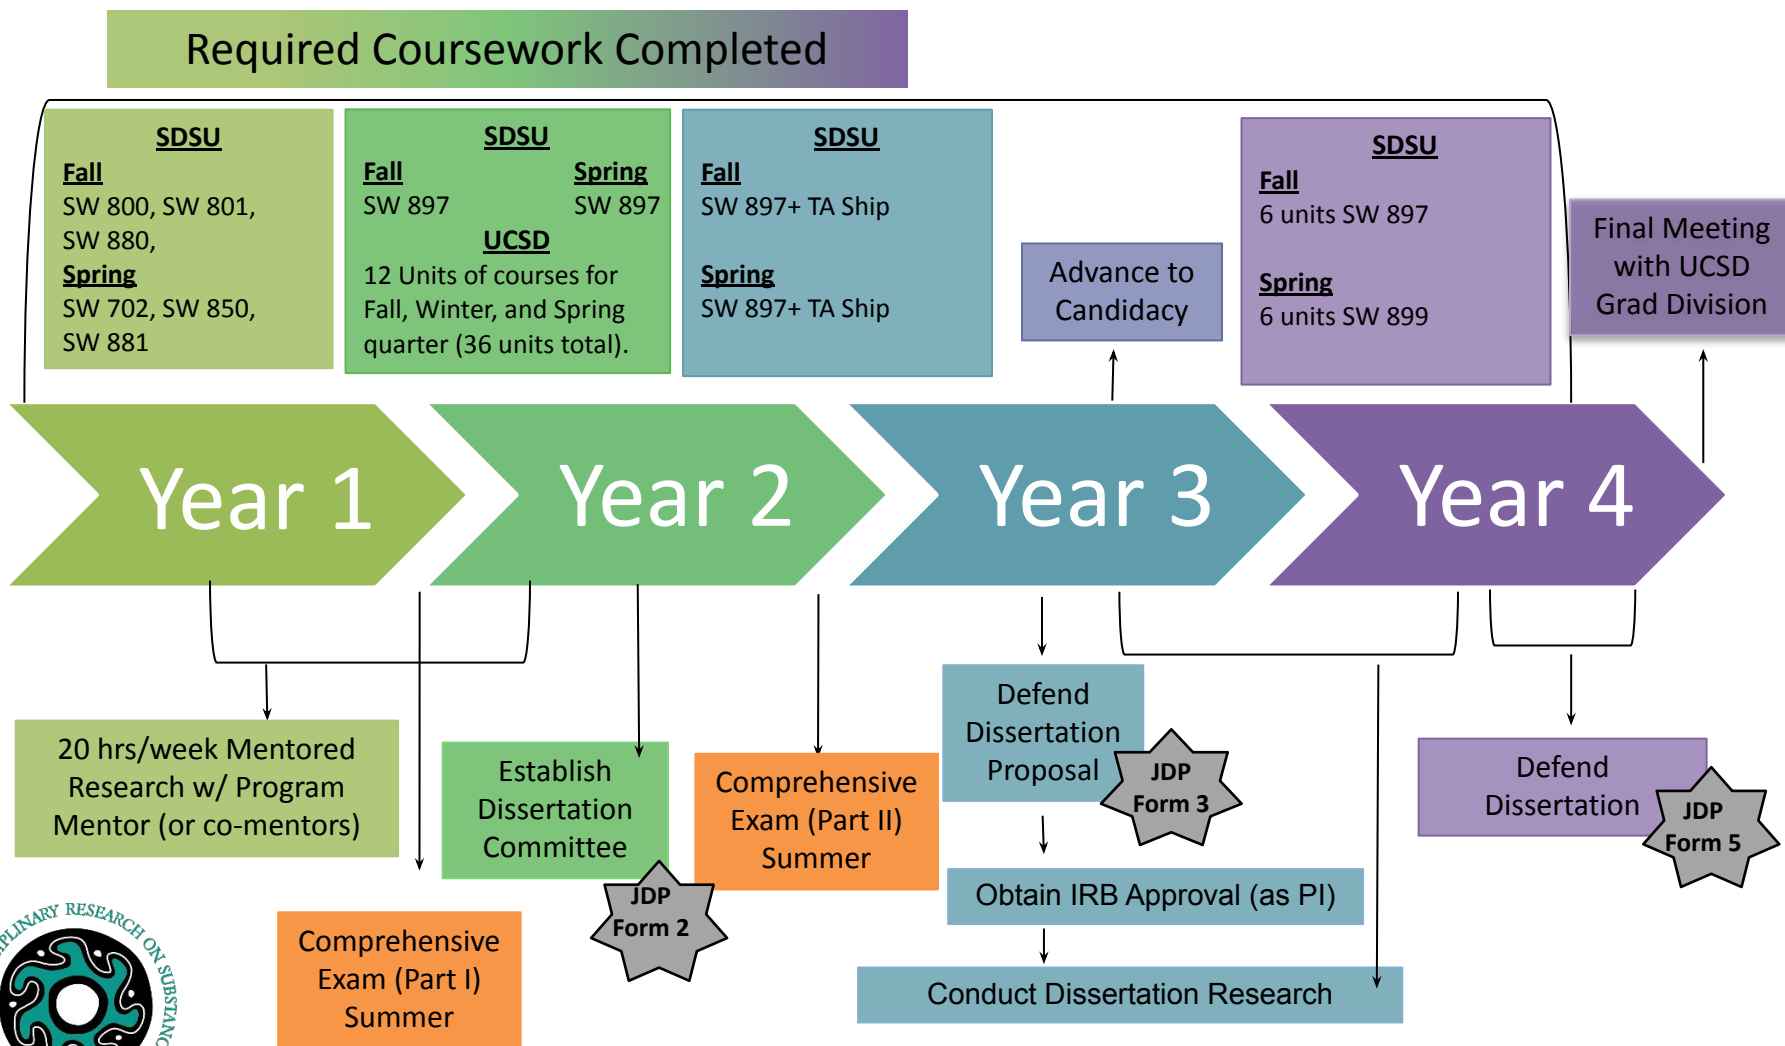 Required Coursework Completed
SDSU
Fall
SW 800, SW 801,
SW 880,
Spring
SW 702, SW 850,
SW 881
SDSU
Fall Spring
SW 897 SW 897
UCSD
12 Units of courses for
Fall, Winter, and Spring
quarter (36 units total).
SDSU
Fall
SW 897+ TA Ship
Spring
SW 897+ TA Ship
Advance to
Candidacy
SDSU
Fall
6 units SW 897
Spring
6 units SW 899
Final Meeting
with UCSD
Grad Division
Year 1
Year 2
Year 3
Year 4
20 hrs/week Mentored
Research w/ Program
Mentor (or co-mentors)
Comprehensive
Exam (Part I)
Summer
Establish
Dissertation
Committee
JDP
Form 2
Comprehensive
Exam (Part II)
Summer
Defend
Dissertation
Proposal
JDP
Form 3
Obtain IRB Approval (as PI)
Conduct Dissertation Research
Defend
Dissertation
JDP
Form 5
RESEARCH ON